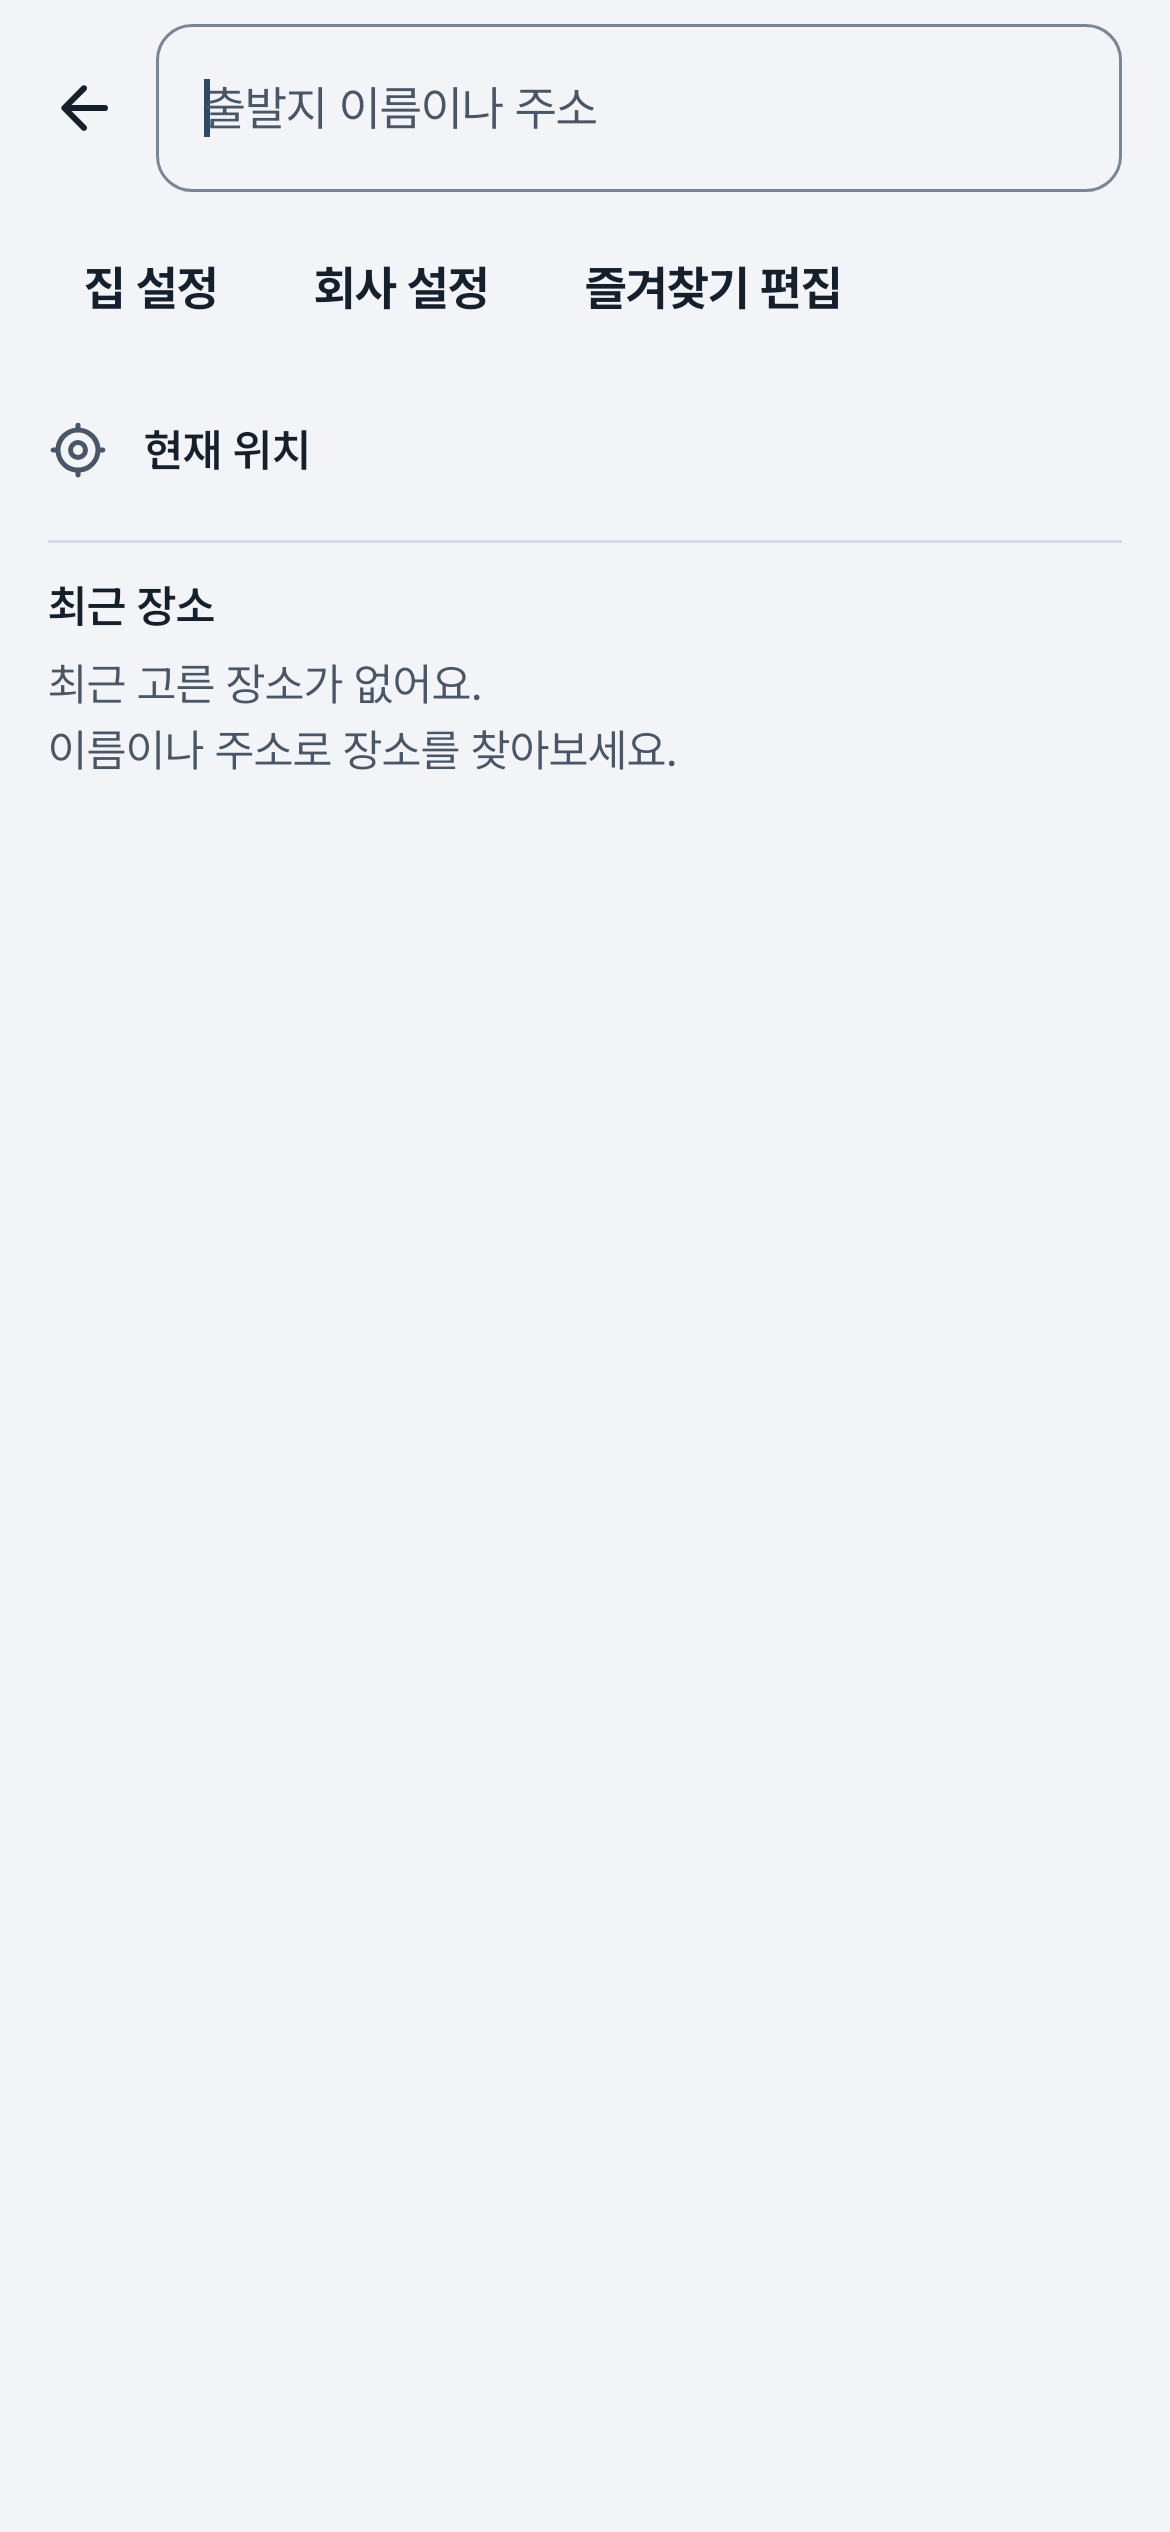 출발지 이름이나 주소
집 설정 회사 설정 즐겨찾기 편집
현재 위치
최근 장소
최근 고른 장소가 없어요.
이름이나 주소로 장소를 찾아보세요.